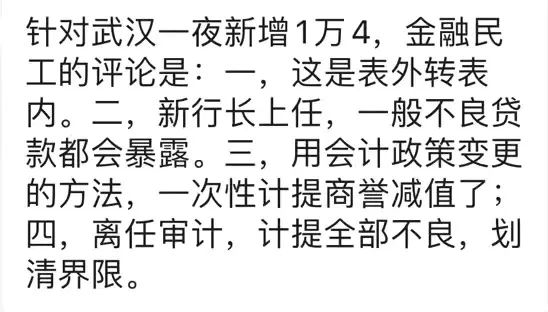 针对武汉一夜新增1万4，金融民
工的评论是：一，这是表外转表
内。二，新行长上任，一般不良贷
款都会暴露。三，用会计政策变更
的方法，一次性计提商誉减值了；
四，离任审计，计提全部不良，划
清界限。